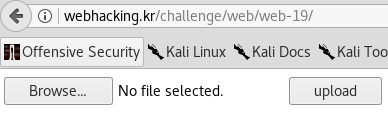 webhacking.kr/challenge/web/web-19/
Offensive Security Kali Linux Kali Docs Kali Too
Browse... No file selected. upload